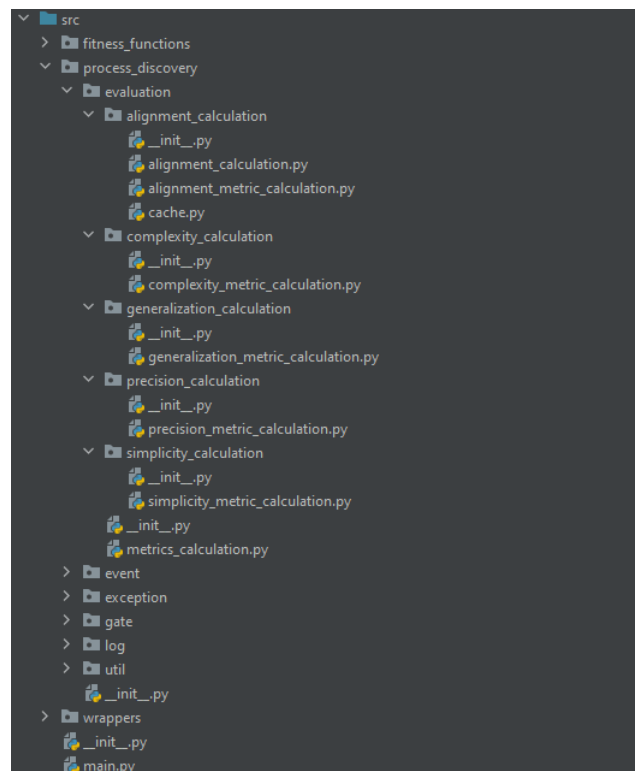 src
fitness_functions
process_discovery
evaluation
alignment_calculation
__init__.py
alignment_calculation.py
alignment_metric_calculation.py
cache.py
complexity_calculation
__init__.py
complexity_metric_calculation.py
generalization_calculation
__init__.py
generalization_metric_calculation.py
precision_calculation
__init__.py
precision_metric_calculation.py
simplicity_calculation
__init__.py
simplicity_metric_calculation.py
__init__.py
metrics_calculation.py
event
exception
gate
log
util
__init__.py
wrappers
__init__.py
main.py